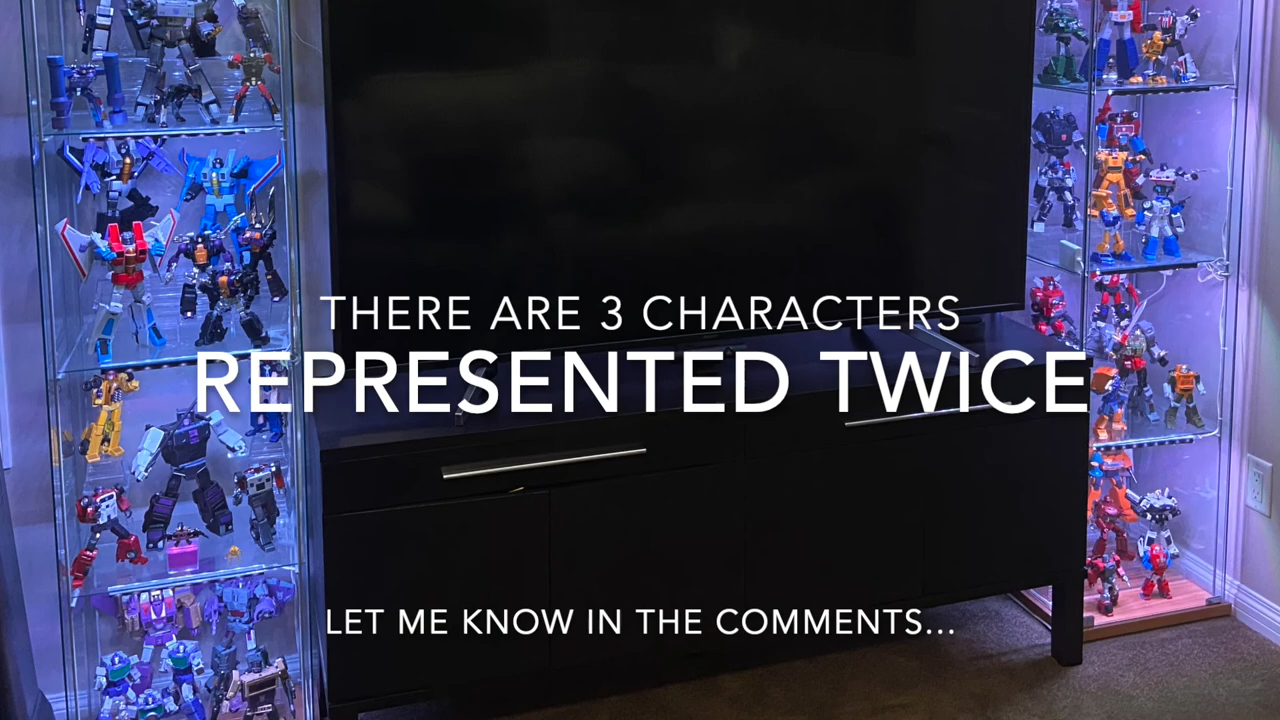 THERE ARE 3 CHARACTERS
REPRESENTED TWICE
LET ME KNOW IN THE COMMENTS...